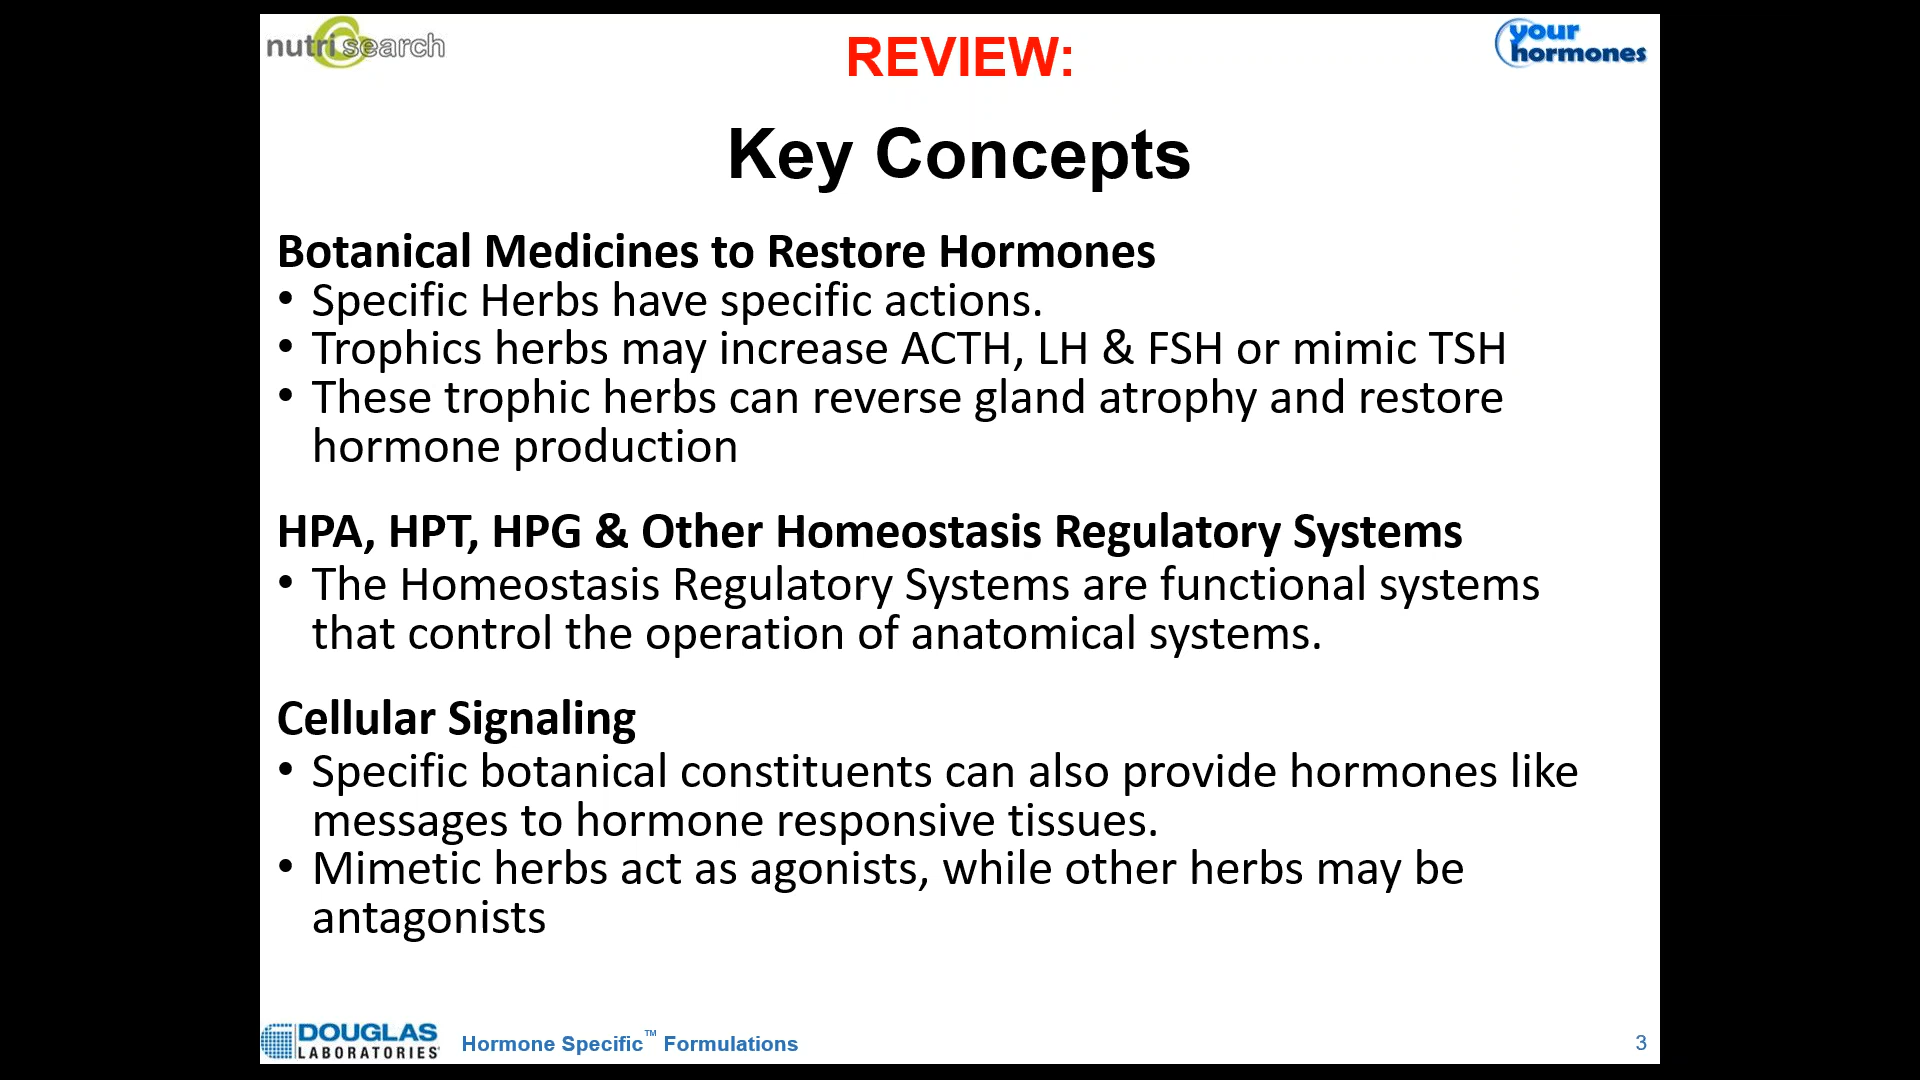 nutrisearch
REVIEW:
your
hormones
Key Concepts
Botanical Medicines to Restore Hormones
• Specific Herbs have specific actions.
• Trophics herbs may increase ACTH, LH & FSH or mimic TSH
• These trophic herbs can reverse gland atrophy and restore
hormone production
HPA, HPT, HPG & Other Homeostasis Regulatory Systems
• The Homeostasis Regulatory Systems are functional systems
that control the operation of anatomical systems.
Cellular Signaling
• Specific botanical constituents can also provide hormones like
messages to hormone responsive tissues.
• Mimetic herbs act as agonists, while other herbs may be
antagonists
DOUGLAS
LABORATORIES
Hormone Specific™ Formulations
3